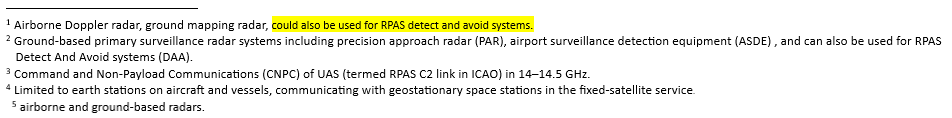 1 Airborne Doppler radar, ground mapping radar, could also be used for RPAS detect and avoid systems.
2 Ground-based primary surveillance radar systems including precision approach radar (PAR), airport surveillance detection equipment (ASDE) , and can also be used for RPAS
Detect And Avoid systems (DAA).
3 Command and Non-Payload Communications (CNPC) of UAS (termed RPAS C2 link in ICAO) in 14–14.5 GHz.
4 Limited to earth stations on aircraft and vessels, communicating with geostationary space stations in the fixed-satellite service.
5 airborne and ground-based radars.